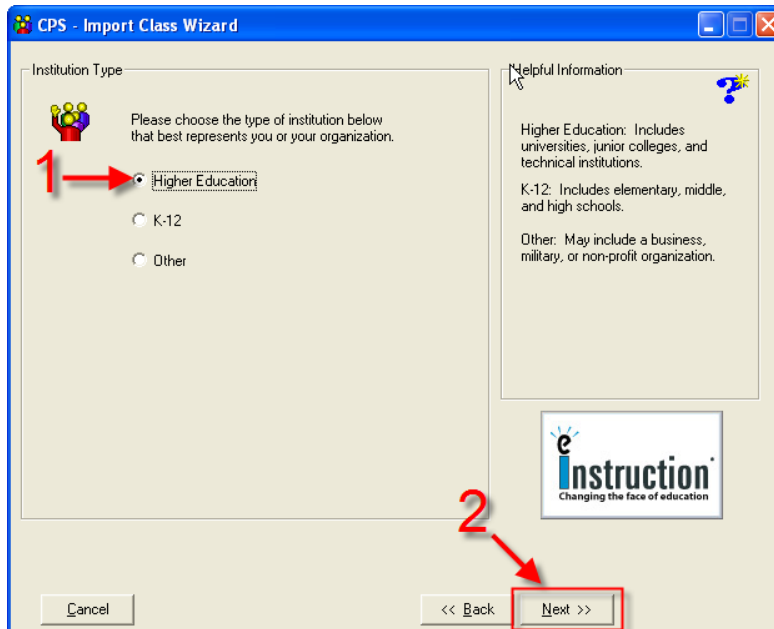 CPS - Import Class Wizard
Institution Type
Please choose the type of institution below
that best represents you or your organization.
1
Higher Education
K-12
Other
Helpful Information
Higher Education: Includes
universities, junior colleges, and
technical institutions.
K-12: Includes elementary, middle,
and high schools.
Other: May include a business,
military, or non-profit organization.
eInstruction
Changing the face of education
2
Cancel
<< Back
Next >>